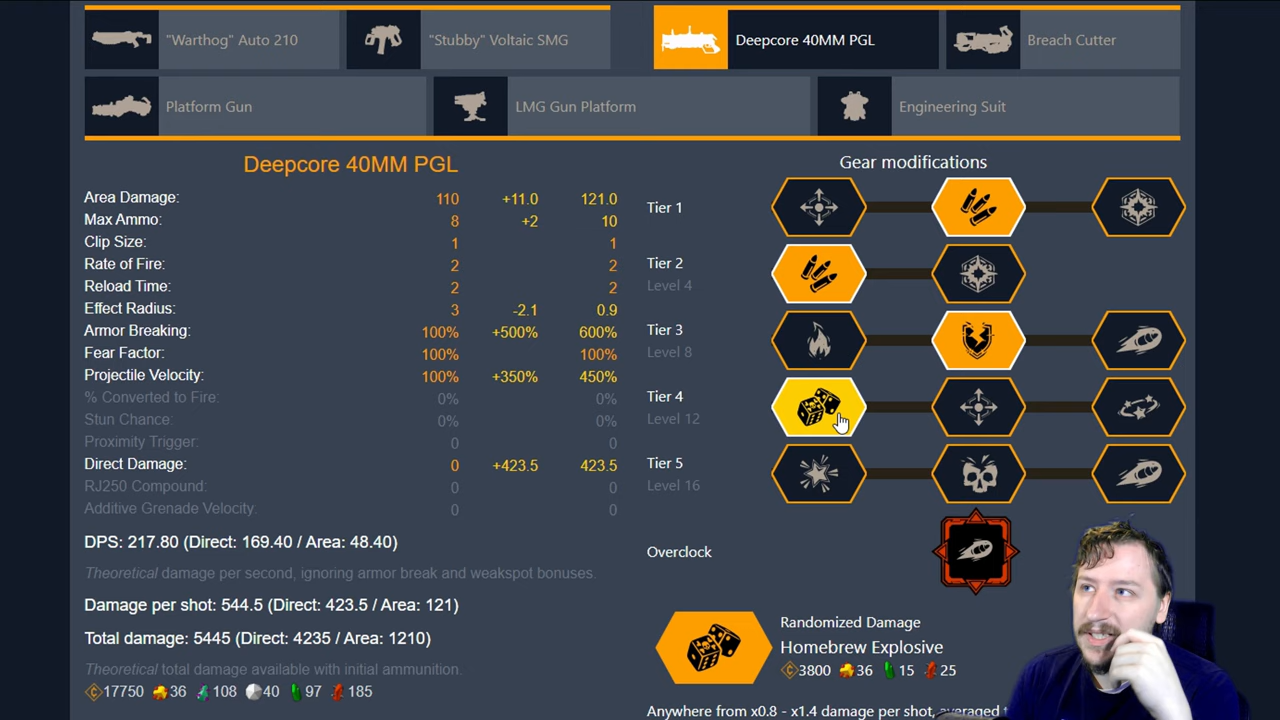 "Warthog" Auto 210
"Stubby" Voltaic SMG
Deepcore 40MM PGL
Breach Cutter
Platform Gun
LMG Gun Platform
Engineering Suit
Deepcore 40MM PGL
Area Damage: 110 +11.0 121.0
Max Ammo: 8 +2 10
Clip Size: 1 1
Rate of Fire: 2 2
Reload Time: 2 2
Effect Radius: 3 -2.1 0.9
Armor Breaking: 100% +500% 600%
Fear Factor: 100% 100%
Projectile Velocity: 100% +350% 450%
% Converted to Fire: 0% 0%
Stun Chance: 0% 0%
Proximity Trigger: 0 0
Direct Damage: 0 +423.5 423.5
RJ250 Compound: 0 0
Additive Grenade Velocity: 0 0
DPS: 217.80 (Direct: 169.40 / Area: 48.40)
Theoretical damage per second, ignoring armor break and weakspot bonuses.
Damage per shot: 544.5 (Direct: 423.5 / Area: 121)
Total damage: 5445 (Direct: 4235 / Area: 1210)
Theoretical total damage available with initial ammunition.
17750 36 108 40 97 185
Gear modifications
Tier 1
Tier 2
Level 4
Tier 3
Level 8
Tier 4
Level 12
Tier 5
Level 16
Overclock
Randomized Damage
Homebrew Explosive
3800 36 15 25
Anywhere from x0.8 - x1.4 damage per shot, averaged